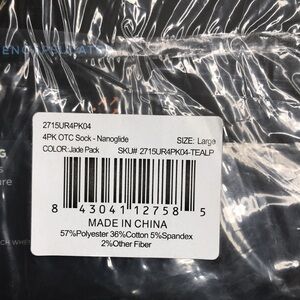 ENCAPSULATE
2715UR4PK04
4PK OTC Sock - Nanoglide SIZE: Large
COLOR:Jade Pack SKU# 2715UR4PK04-TEALP
8 43041 12758 5
MADE IN CHINA
57%Polyester 36%Cotton 5%Spandex
2%Other Fiber